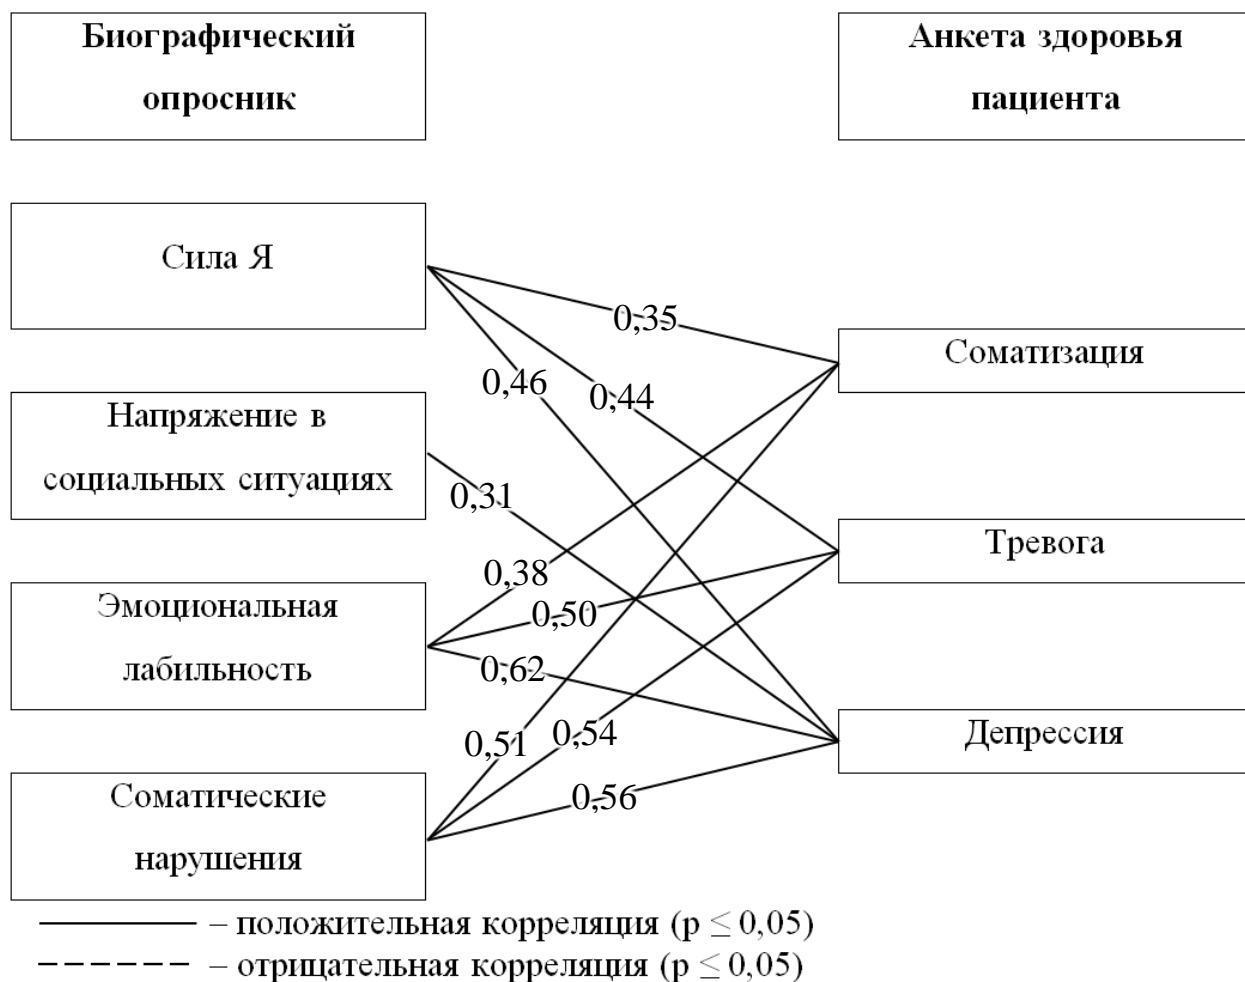 Биографический
опросник
Анкета здоровья
пациента
Сила Я
0,35
Соматизация
0,46
0,44
Напряжение в
социальных ситуациях
0,31
Тревога
0,38
Эмоциональная
лабильность
0,50
0,62
Депрессия
0,51
0,54
Соматические
нарушения
0,56
– положительная корреляция (p ≤ 0,05)
– отрицательная корреляция (p ≤ 0,05)